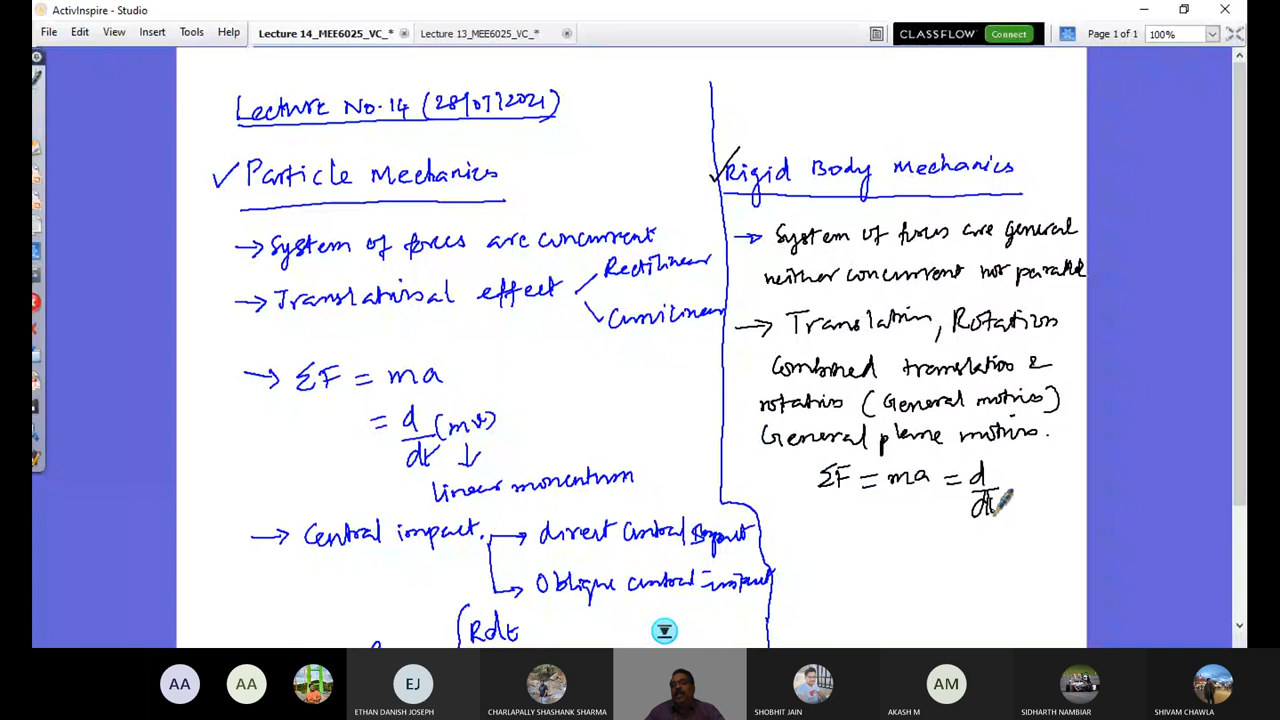 ActivInspire - Studio
File Edit View Insert Tools Help
Lecture 14_MEE6025_VC_*
Lecture 13_MEE6025_VC_*
CLASSFLOW Connect
Page 1 of 1
100%
Lecture No.14 (28/07/2021)
✓ Particle Mechanics
→ System of forces are concurrent
→ Translational effect
Rectilinear
Curvilinear
→ ΣF = ma
= d/dt (mv)
↓
linear momentum
→ Central impact.
→ direct Central Impact
→ Oblique central impact
∫Rdt
✓ Rigid Body Mechanics
→ System of forces are general
neither concurrent nor parallel
→ Translation, Rotation
Combined translation &
rotation (General motion)
General plane motion.
ΣF = ma = d/dt
AA
AA
EJ
ETHAN DANISH JOSEPH
CHARLAPALLY SHASHANK SHARMA
SHOBHIT JAIN
AM
AKASH M
SIDHARTH NAMBIAR
SHIVAM CHAWLA